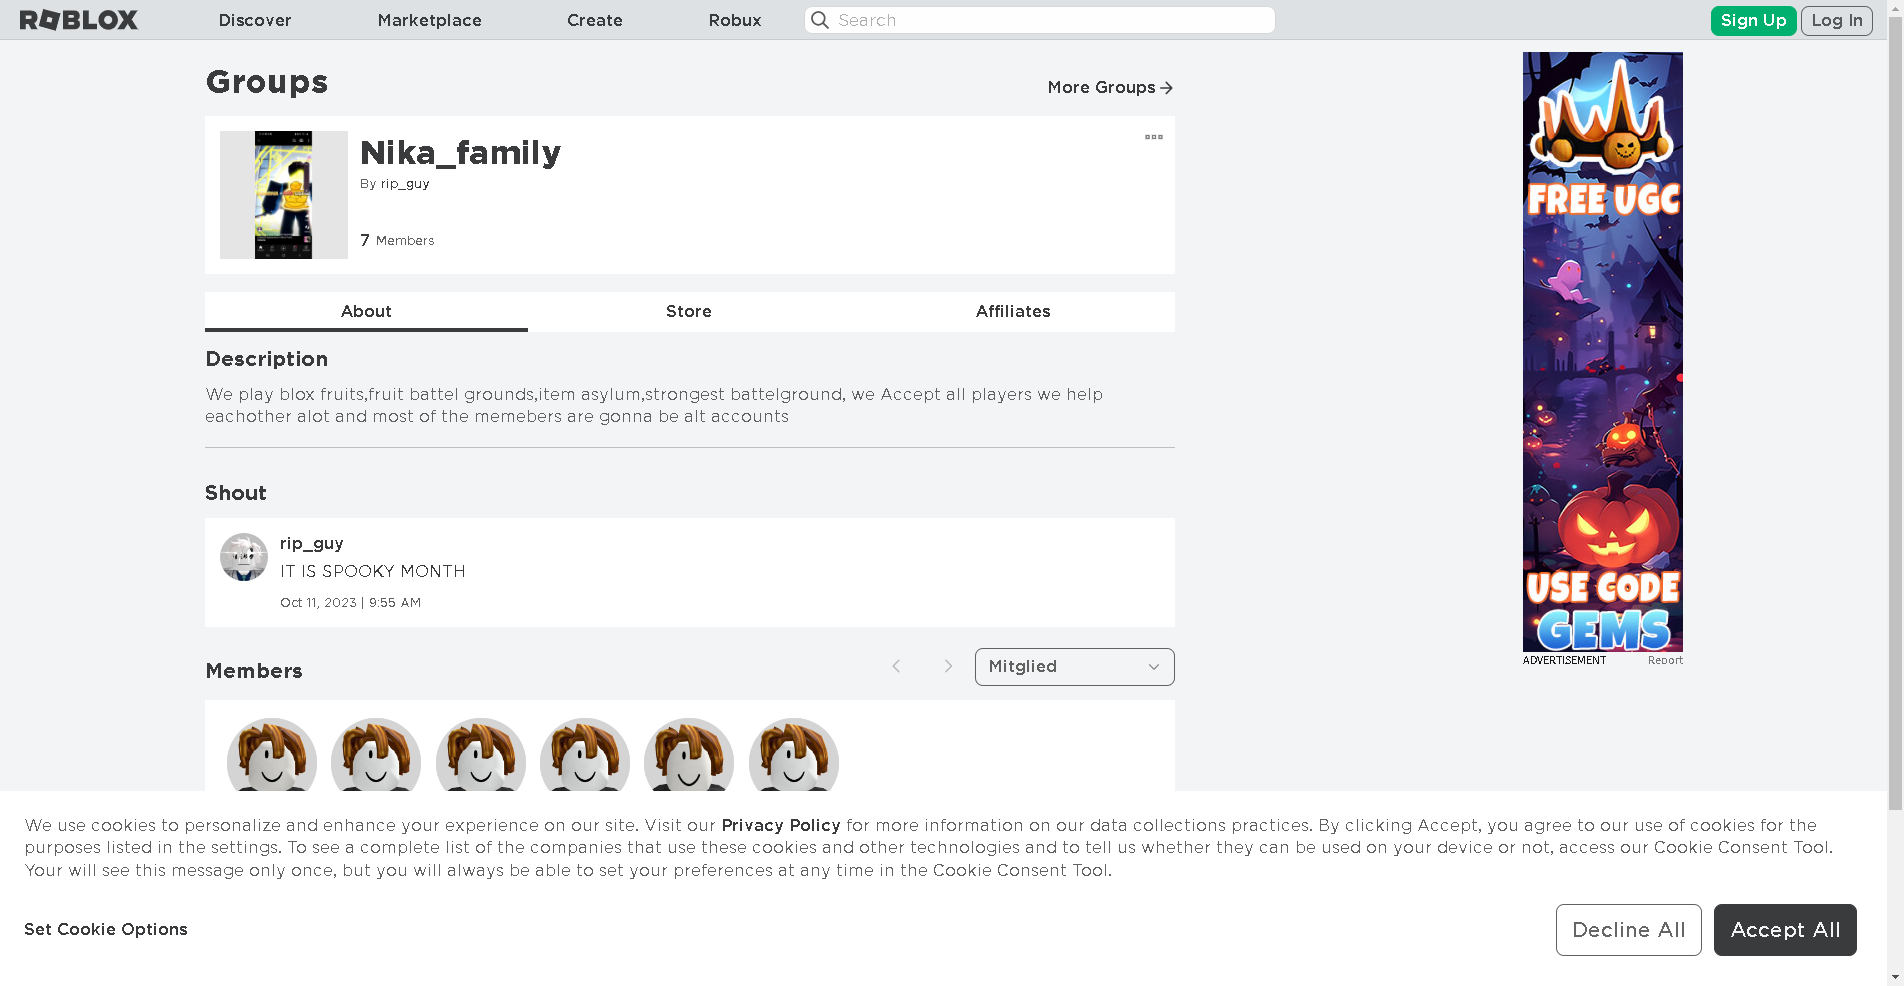 ROBLOX
Discover
Marketplace
Create
Robux
Search
Sign Up
Log In
Groups
More Groups
Nika_family
By rip_guy
7 Members
About
Store
Affiliates
Description
We play blox fruits,fruit battel grounds,item asylum,strongest battelground, we Accept all players we help
eachother alot and most of the memebers are gonna be alt accounts
Shout
rip_guy
IT IS SPOOKY MONTH
Oct 11, 2023 | 9:55 AM
Members
Mitglied
FREE UGC
USE CODE
GEMS
ADVERTISEMENT
Report
We use cookies to personalize and enhance your experience on our site. Visit our Privacy Policy for more information on our data collections practices. By clicking Accept, you agree to our use of cookies for the
purposes listed in the settings. To see a complete list of the companies that use these cookies and other technologies and to tell us whether they can be used on your device or not, access our Cookie Consent Tool.
Your will see this message only once, but you will always be able to set your preferences at any time in the Cookie Consent Tool.
Set Cookie Options
Decline All
Accept All